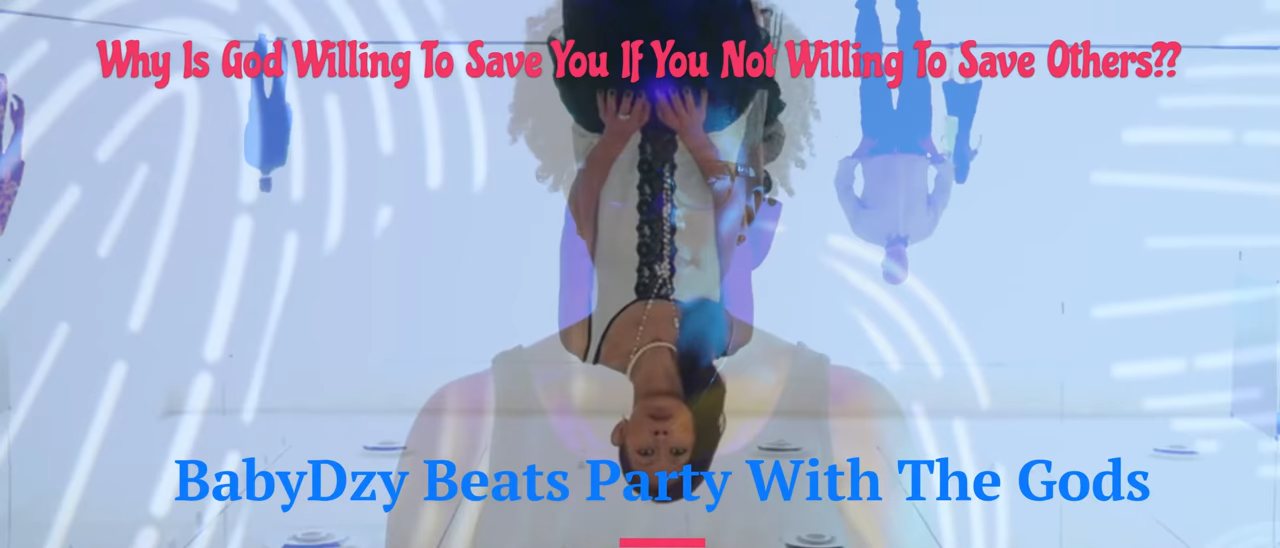 Why Is God Willing To Save You If You Not Willing To Save Others??
BabyDzy Beats Party With The Gods